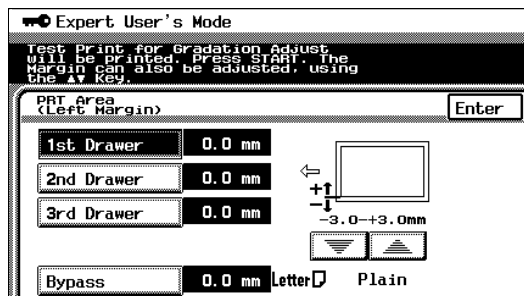 Expert User's Mode
Test Print for Gradation Adjust
will be printed. Press START. The
Margin can also be adjusted, using
the ▲▼ Key.
PRT Area
(Left Margin)
Enter
1st Drawer 0.0 mm
2nd Drawer 0.0 mm
3rd Drawer 0.0 mm
+
-
-3.0-+3.0mm
Bypass 0.0 mm Letter Plain